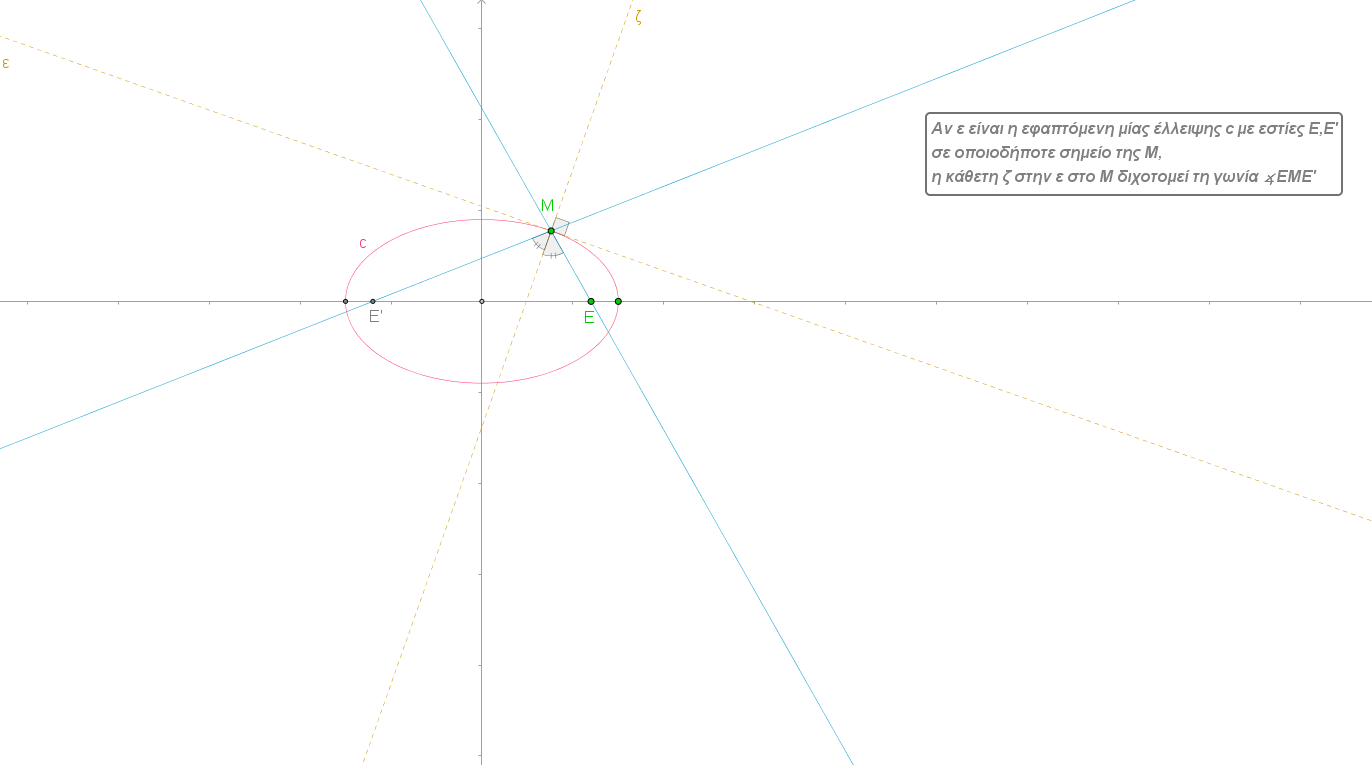 ζ
ε
Αν ε είναι η εφαπτόμενη μίας έλλειψης c με εστίες Ε,Ε'
σε οποιοδήποτε σημείο της Μ,
η κάθετη ζ στην ε στο Μ διχοτομεί τη γωνία ∡ΕΜΕ'
M
c
E'
E